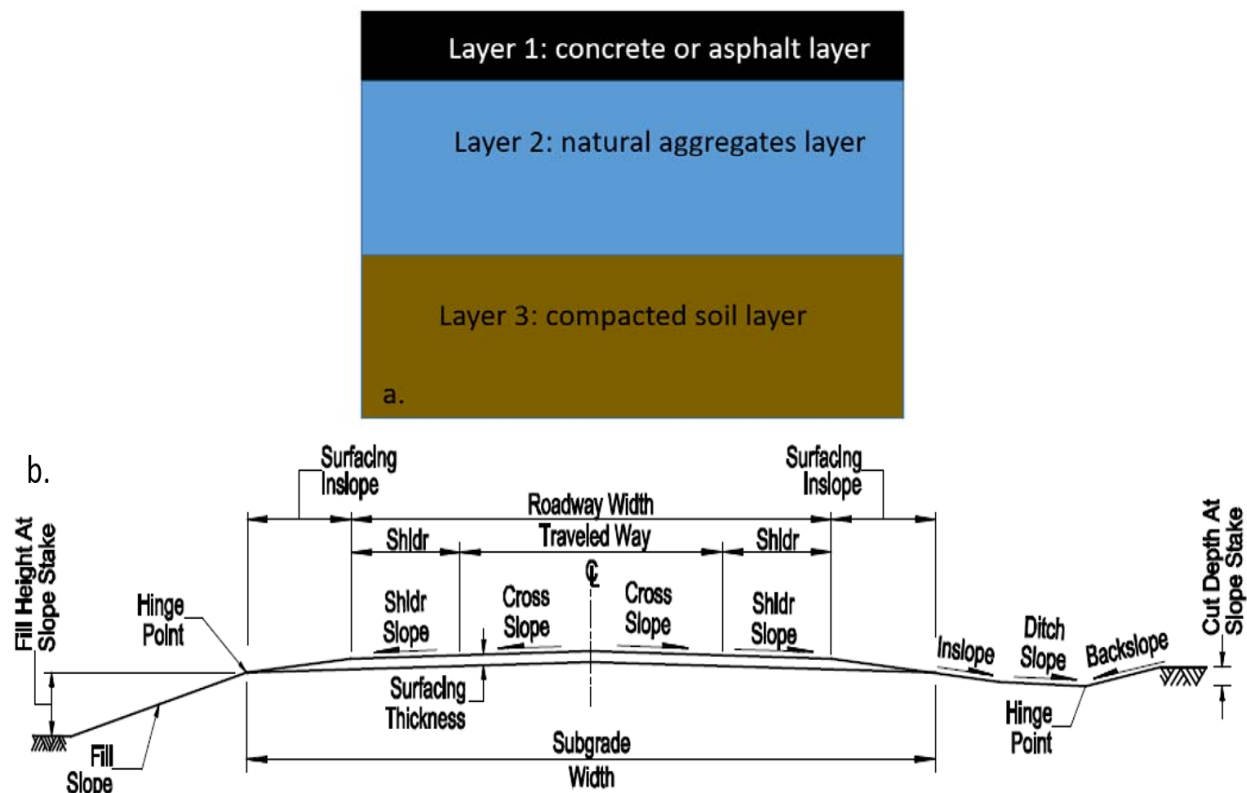 Layer 1: concrete or asphalt layer
Layer 2: natural aggregates layer
Layer 3: compacted soil layer
a.
b.
Surfacing
Inslope
Surfacing
Inslope
Roadway Width
Shldr
Traveled Way
Shldr
℄
Fill Height At
Slope Stake
Cut Depth At
Slope Stake
Hinge
Point
Shldr
Slope
Cross
Slope
Cross
Slope
Shldr
Slope
Inslope
Ditch
Slope
Backslope
Surfacing
Thickness
Hinge
Point
Fill
Slope
Subgrade
Width